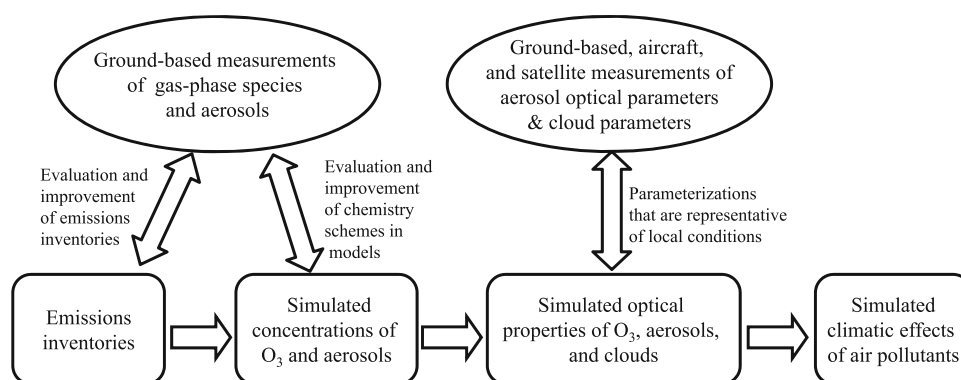 Ground-based measurements
of gas-phase species
and aerosols
Ground-based, aircraft,
and satellite measurements of
aerosol optical parameters
& cloud parameters
Evaluation and
improvement
of emissions
inventories
Evaluation and
improvement
of chemistry
schemes in
models
Parameterizations
that are representative
of local conditions
Emissions
inventories
Simulated
concentrations of
O₃ and aerosols
Simulated optical
properties of O₃, aerosols,
and clouds
Simulated
climatic effects
of air pollutants